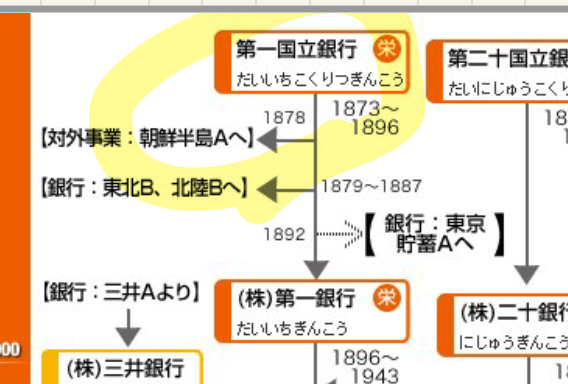 第一国立銀行 栄
だいいちこくりつぎんこう
第二十国立銀
だいにじゅうこくり
1873～
1896
18
1878
【対外事業：朝鮮半島Aへ】
【銀行：東北B、北陸Bへ】
1879～1887
1892
【銀行：東京
貯蓄Aへ】
【銀行：三井Aより】
(株)第一銀行 栄
だいいちぎんこう
(株)二十銀行
にじゅうぎんこう
000
(株)三井銀行
1896～
1943
18